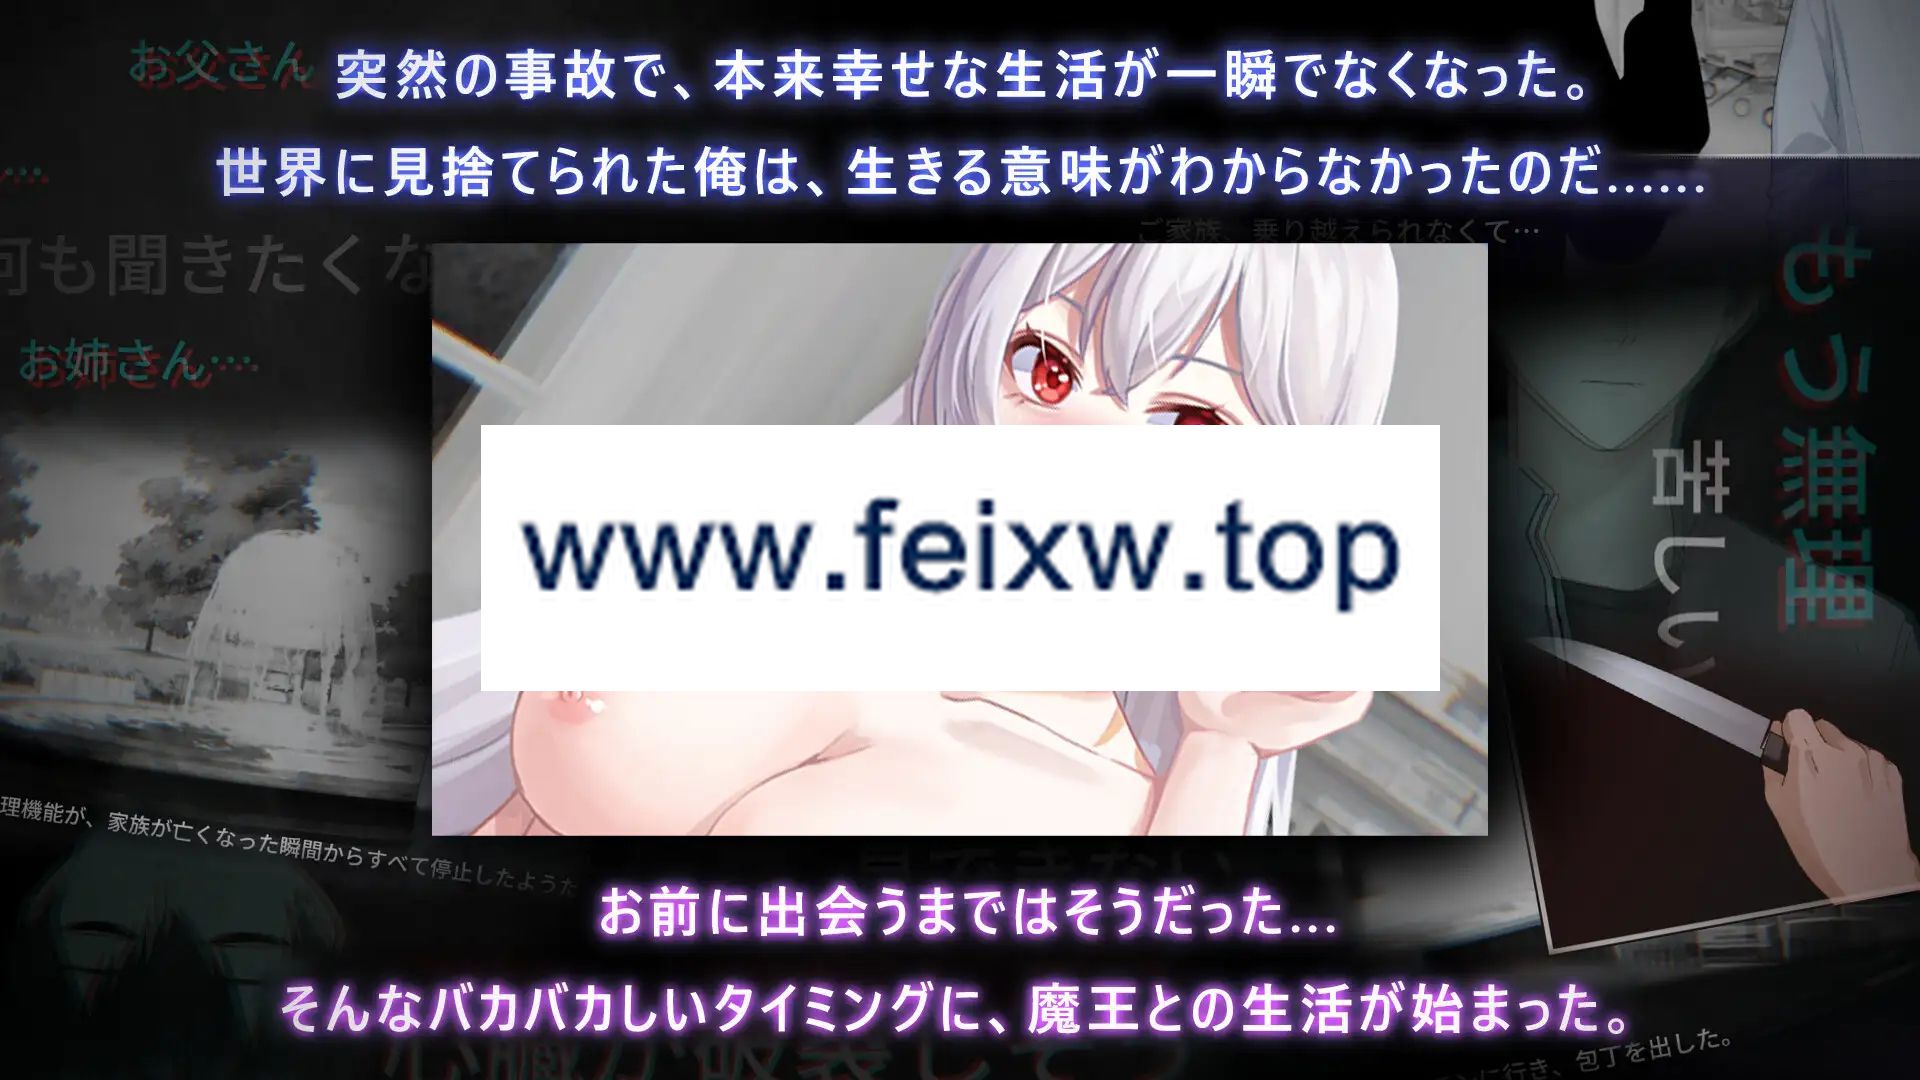 お父さん
突然の事故で、本来幸せな生活が一瞬でなくなった。
世界に見捨てられた俺は、生きる意味がわからなかったのだ……
ご家族、乗り越えられなくて…
何も聞きたくな
お姉さん…
もう無理
苦しい
www.feixw.top
理機能が、家族が亡くなった瞬間からすべて停止したようだ
お前に出会うまではそうだった…
そんなバカバカしいタイミングに、魔王との生活が始まった。
心臓が破裂しそう
に行き、包丁を出した。